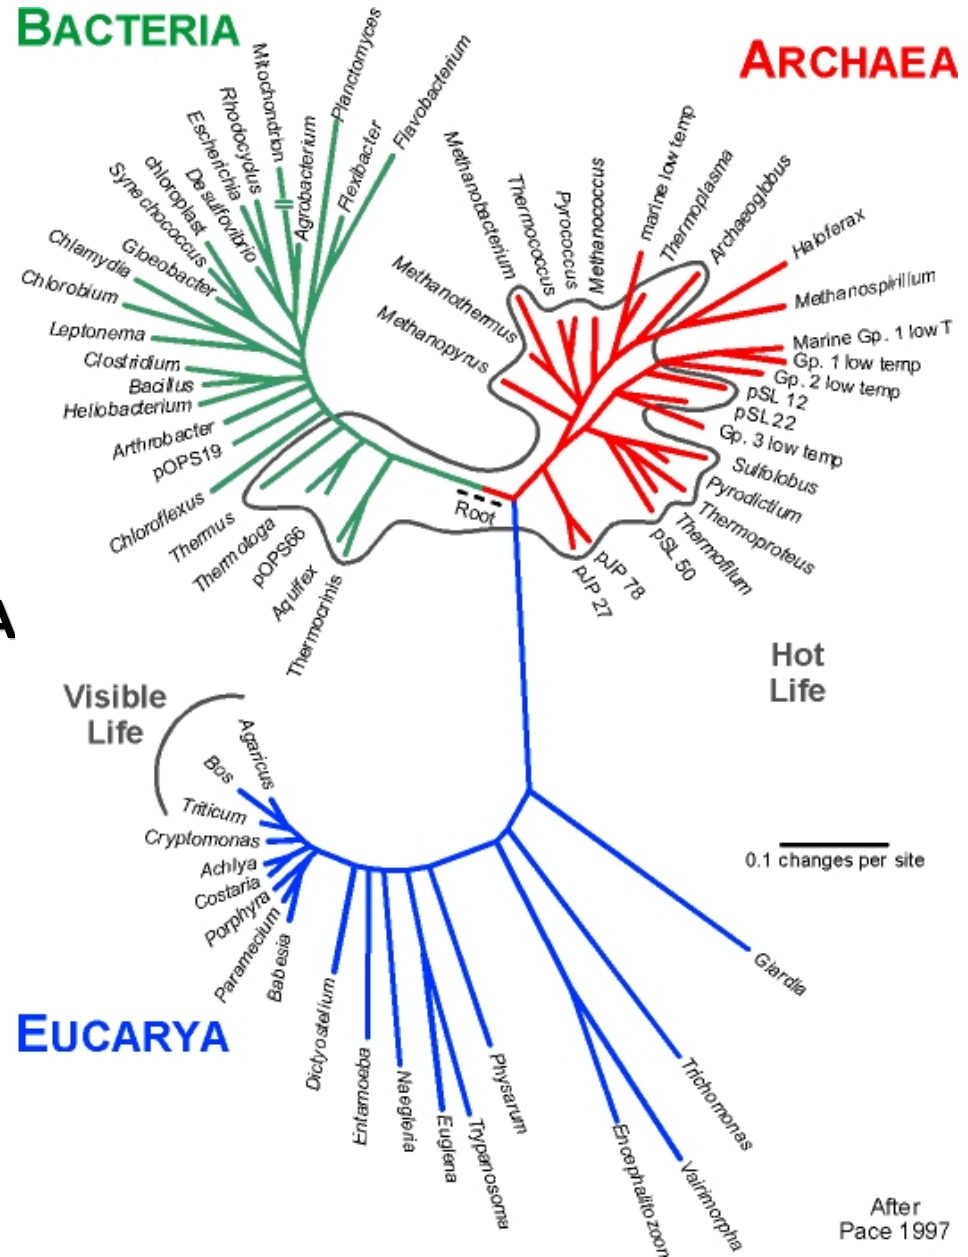 BACTERIA
ARCHAEA
Planctomyces
Flavobacterium
Mitochondrion
Rhodocyclus
Escherichia
Desulfovibrio
chloroplast
Synechococcus
Gloeobacter
Chlamydia
Chlorobium
Leptonema
Clostridium
Bacillus
Heliobacterium
Arthrobacter
pOPS19
Chloroflexus
Thermus
Thermotoga
pOPS66
Aquifex
Thermocrinis
Agrobacterium
Flexibacter
Root
Methanopyrus
Methanothermus
Methanobacterium
Thermococcus
Pyrococcus
Methanococcus
marine low temp
Thermoplasma
Archaeoglobus
Haloferax
Methanospirillum
Marine Gp. 1 low T
Gp. 1 low temp
Gp. 2 low temp
pSL 12
pSL 22
Gp. 3 low temp
Sulfolobus
Pyrodictium
Thermoproteus
Thermofilum
pSL 50
pJP 78
pJP 27
A
Hot
Life
Visible
Life
Agaricus
Bos
Triticum
Cryptomonas
Achlya
Costaria
Porphyra
Paramecium
Babesia
Dictyostelium
Entamoeba
Naegleria
Euglena
Trypanosoma
Physarum
Encephalitozoon
Vairimorpha
Trichomonas
Giardia
0.1 changes per site
EUCARYA
After
Pace 1997